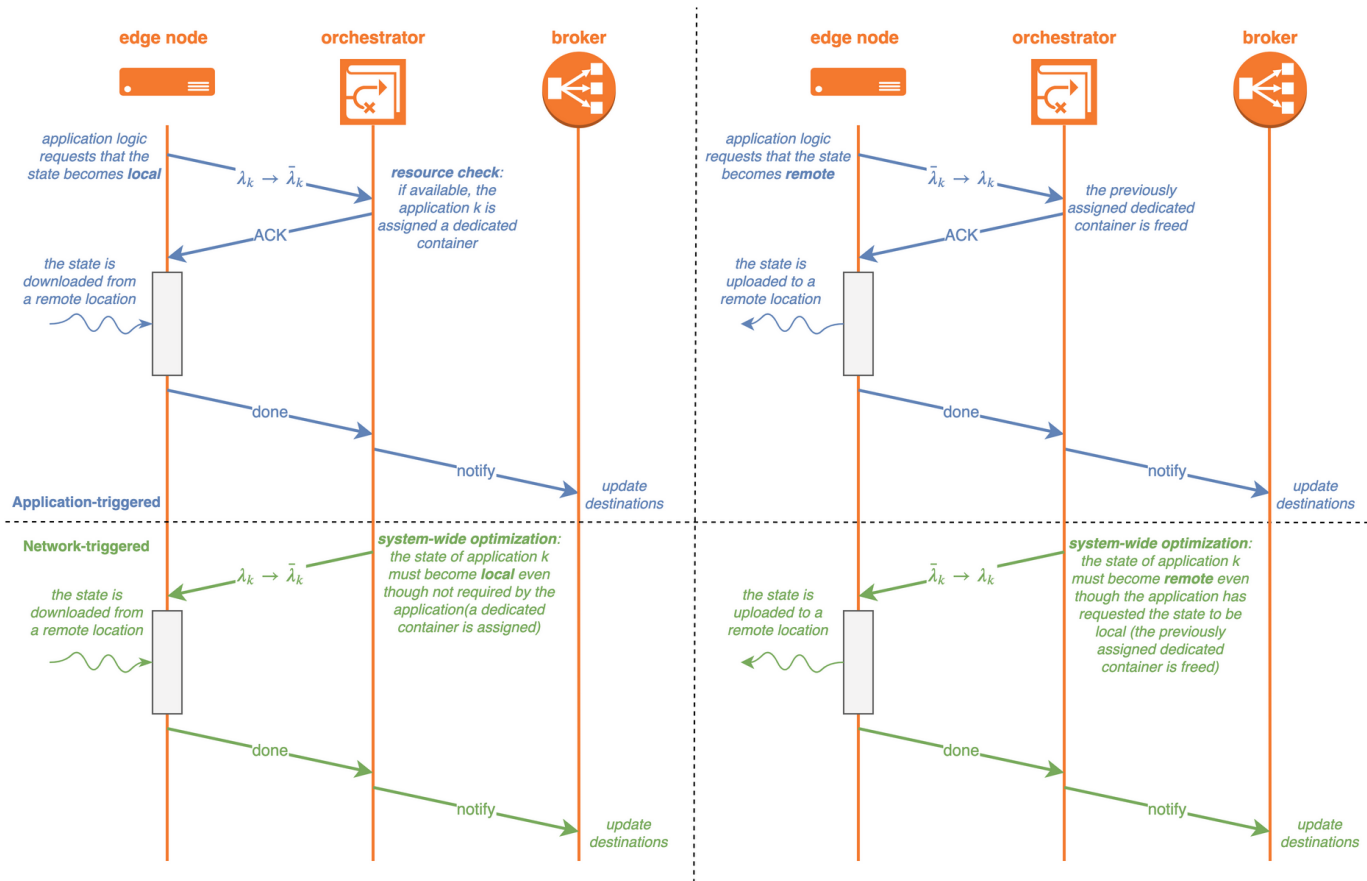 edge node
orchestrator
broker
application logic
requests that the
state becomes local
λk → λ̄k
resource check:
if available, the
application k is
assigned a dedicated
container
ACK
the state is
downloaded from
a remote location
done
notify
update
destinations
Application-triggered
edge node
orchestrator
broker
application logic
requests that the state
becomes remote
λ̄k → λk
the previously
assigned dedicated
container is freed
ACK
the state is
uploaded to a
remote location
done
notify
update
destinations
Network-triggered
system-wide optimization:
the state of application k
must become local even
though not required by the
application(a dedicated
container is assigned)
λk → λ̄k
the state is
downloaded from
a remote location
done
notify
update
destinations
system-wide optimization:
the state of application k
must become remote even
though the application has
requested the state to be
local (the previously
assigned dedicated
container is freed)
λ̄k → λk
the state is
uploaded to a
remote location
done
notify
update
destinations